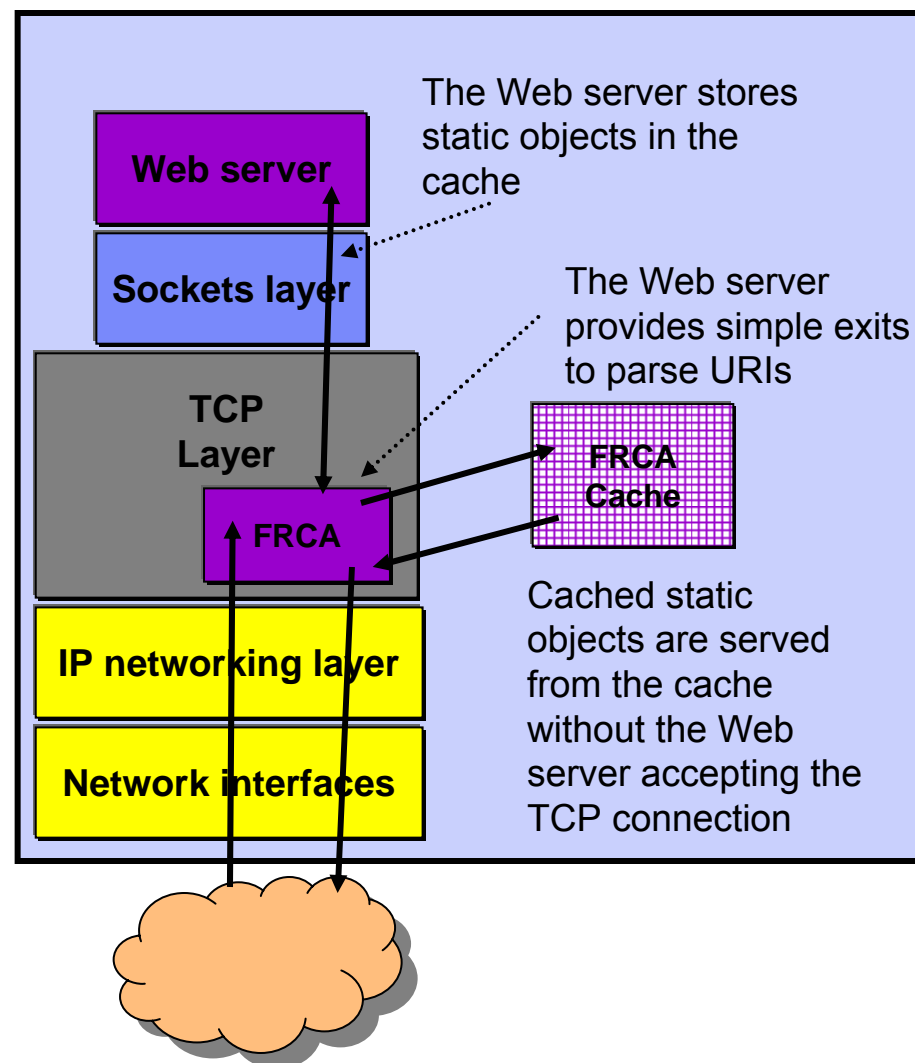 The Web server stores
static objects in the
cache
Web server
Sockets layer
The Web server
provides simple exits
to parse URIs
TCP
Layer
FRCA
FRCA
Cache
Cached static
objects are served
from the cache
without the Web
server accepting the
TCP connection
IP networking layer
Network interfaces